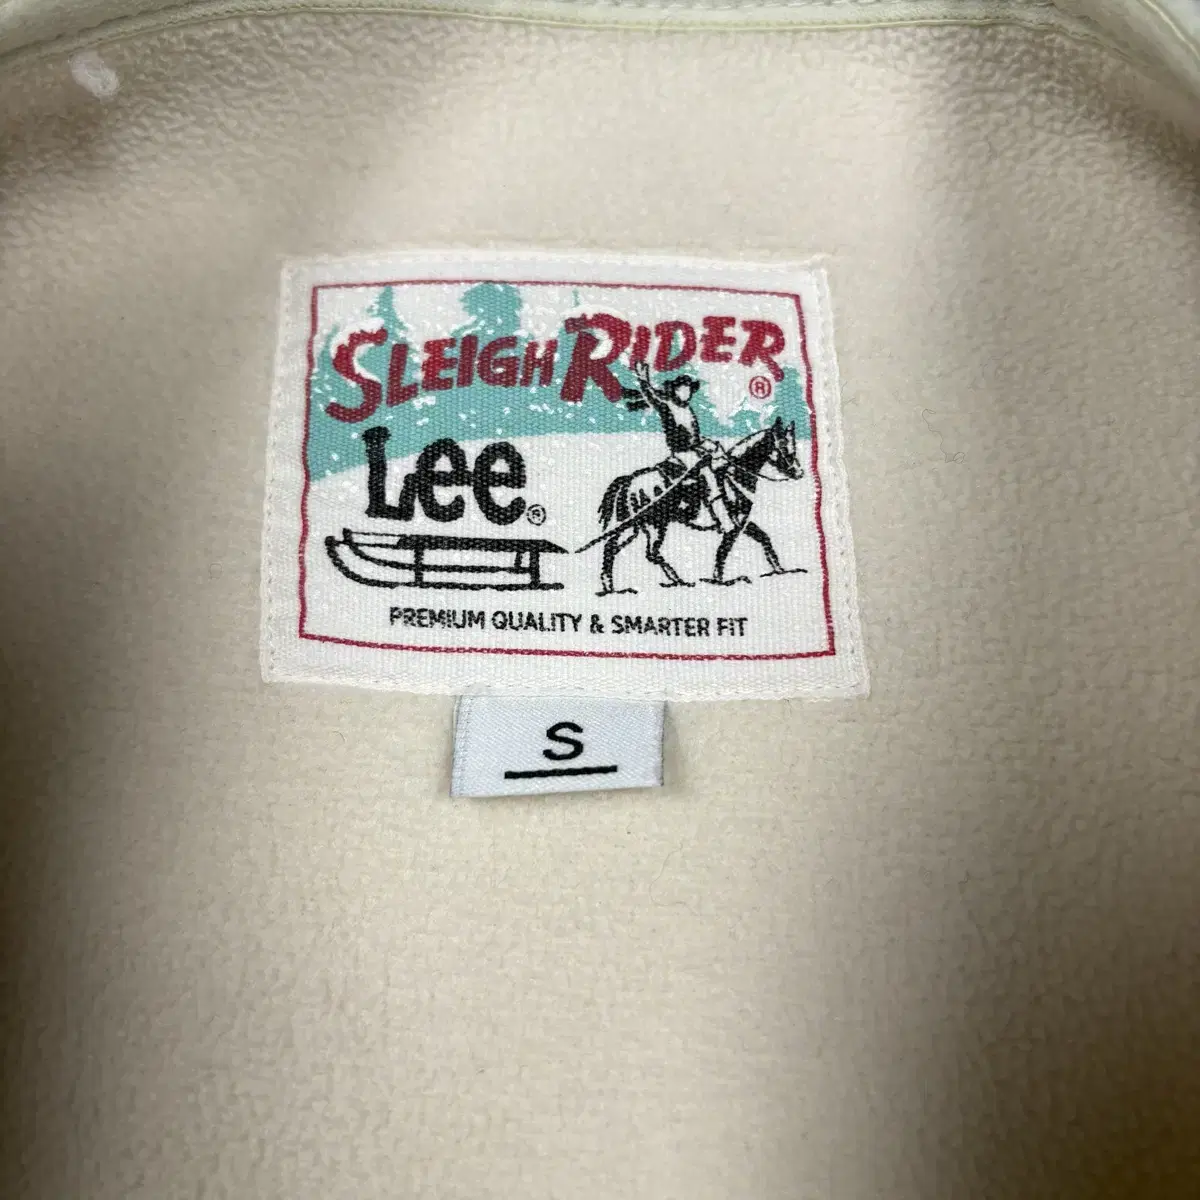 SLEIGH RIDER ®
Lee ®
PREMIUM QUALITY & SMARTER FIT
S